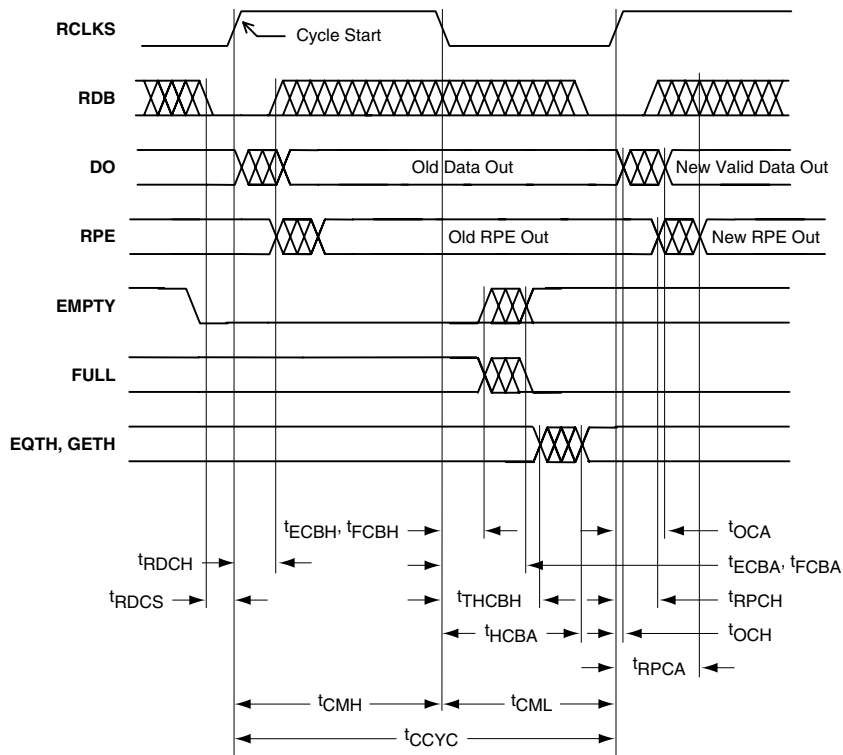 RCLKS
Cycle Start
RDB
DO
Old Data Out
New Valid Data Out
RPE
Old RPE Out
New RPE Out
EMPTY
FULL
EQTH, GETH
tECBH, tFCBH
tOCA
tRDCH
tECBA, tFCBA
tRDCS
tTHCBH
tRPCH
tHCBA
tOCH
tRPCA
tCMH
tCML
tCCYC